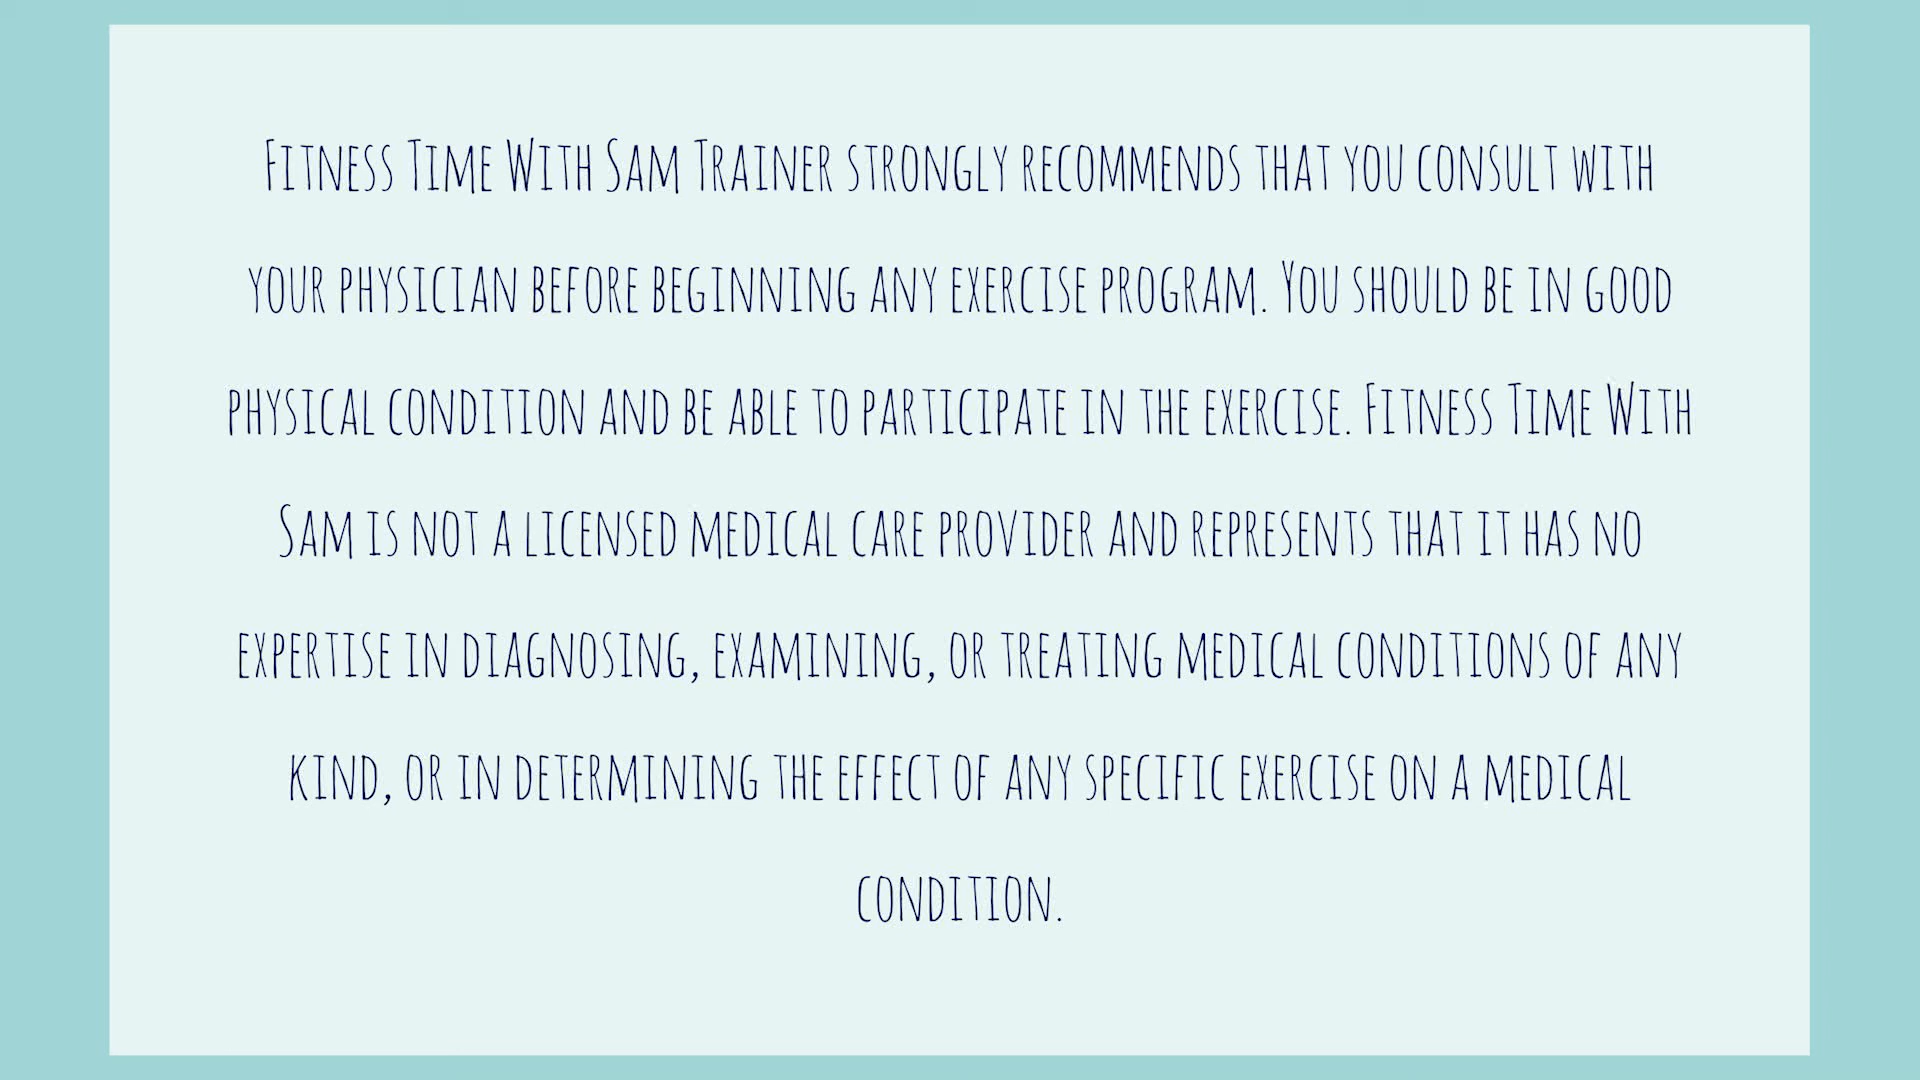 Fitness Time With Sam Trainer strongly recommends that you consult with
your physician before beginning any exercise program. You should be in good
physical condition and be able to participate in the exercise. Fitness Time With
Sam is not a licensed medical care provider and represents that it has no
expertise in diagnosing, examining, or treating medical conditions of any
kind, or in determining the effect of any specific exercise on a medical
condition.